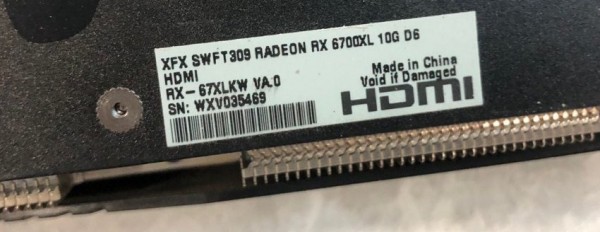 XFX SWFT309 RADEON RX 6700XL 10G D6
HDMI
RX-67XLKW VA.0
SN: WXV035469
Made in China
Void if Damaged
HDMI